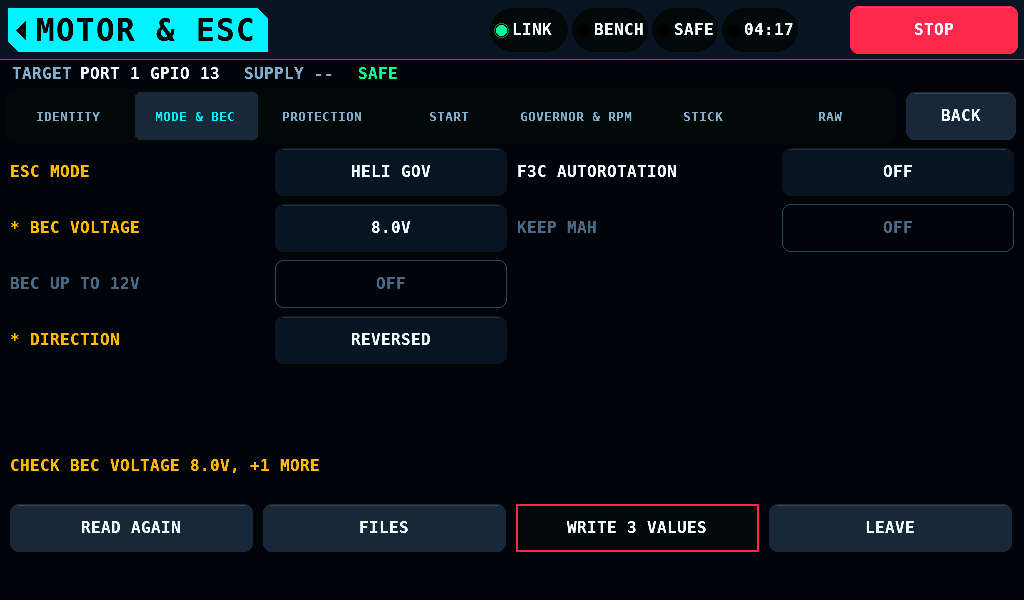 MOTOR & ESC
LINK
BENCH
SAFE
04:17
STOP
TARGET PORT 1 GPIO 13 SUPPLY -- SAFE
IDENTITY
MODE & BEC
PROTECTION
START
GOVERNOR & RPM
STICK
RAW
BACK
ESC MODE
HELI GOV
F3C AUTOROTATION
OFF
* BEC VOLTAGE
8.0V
KEEP MAH
OFF
BEC UP TO 12V
OFF
* DIRECTION
REVERSED
CHECK BEC VOLTAGE 8.0V, +1 MORE
READ AGAIN
FILES
WRITE 3 VALUES
LEAVE